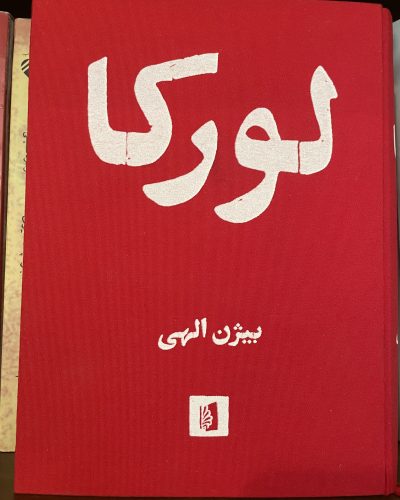 لورکا
بیژن الهی